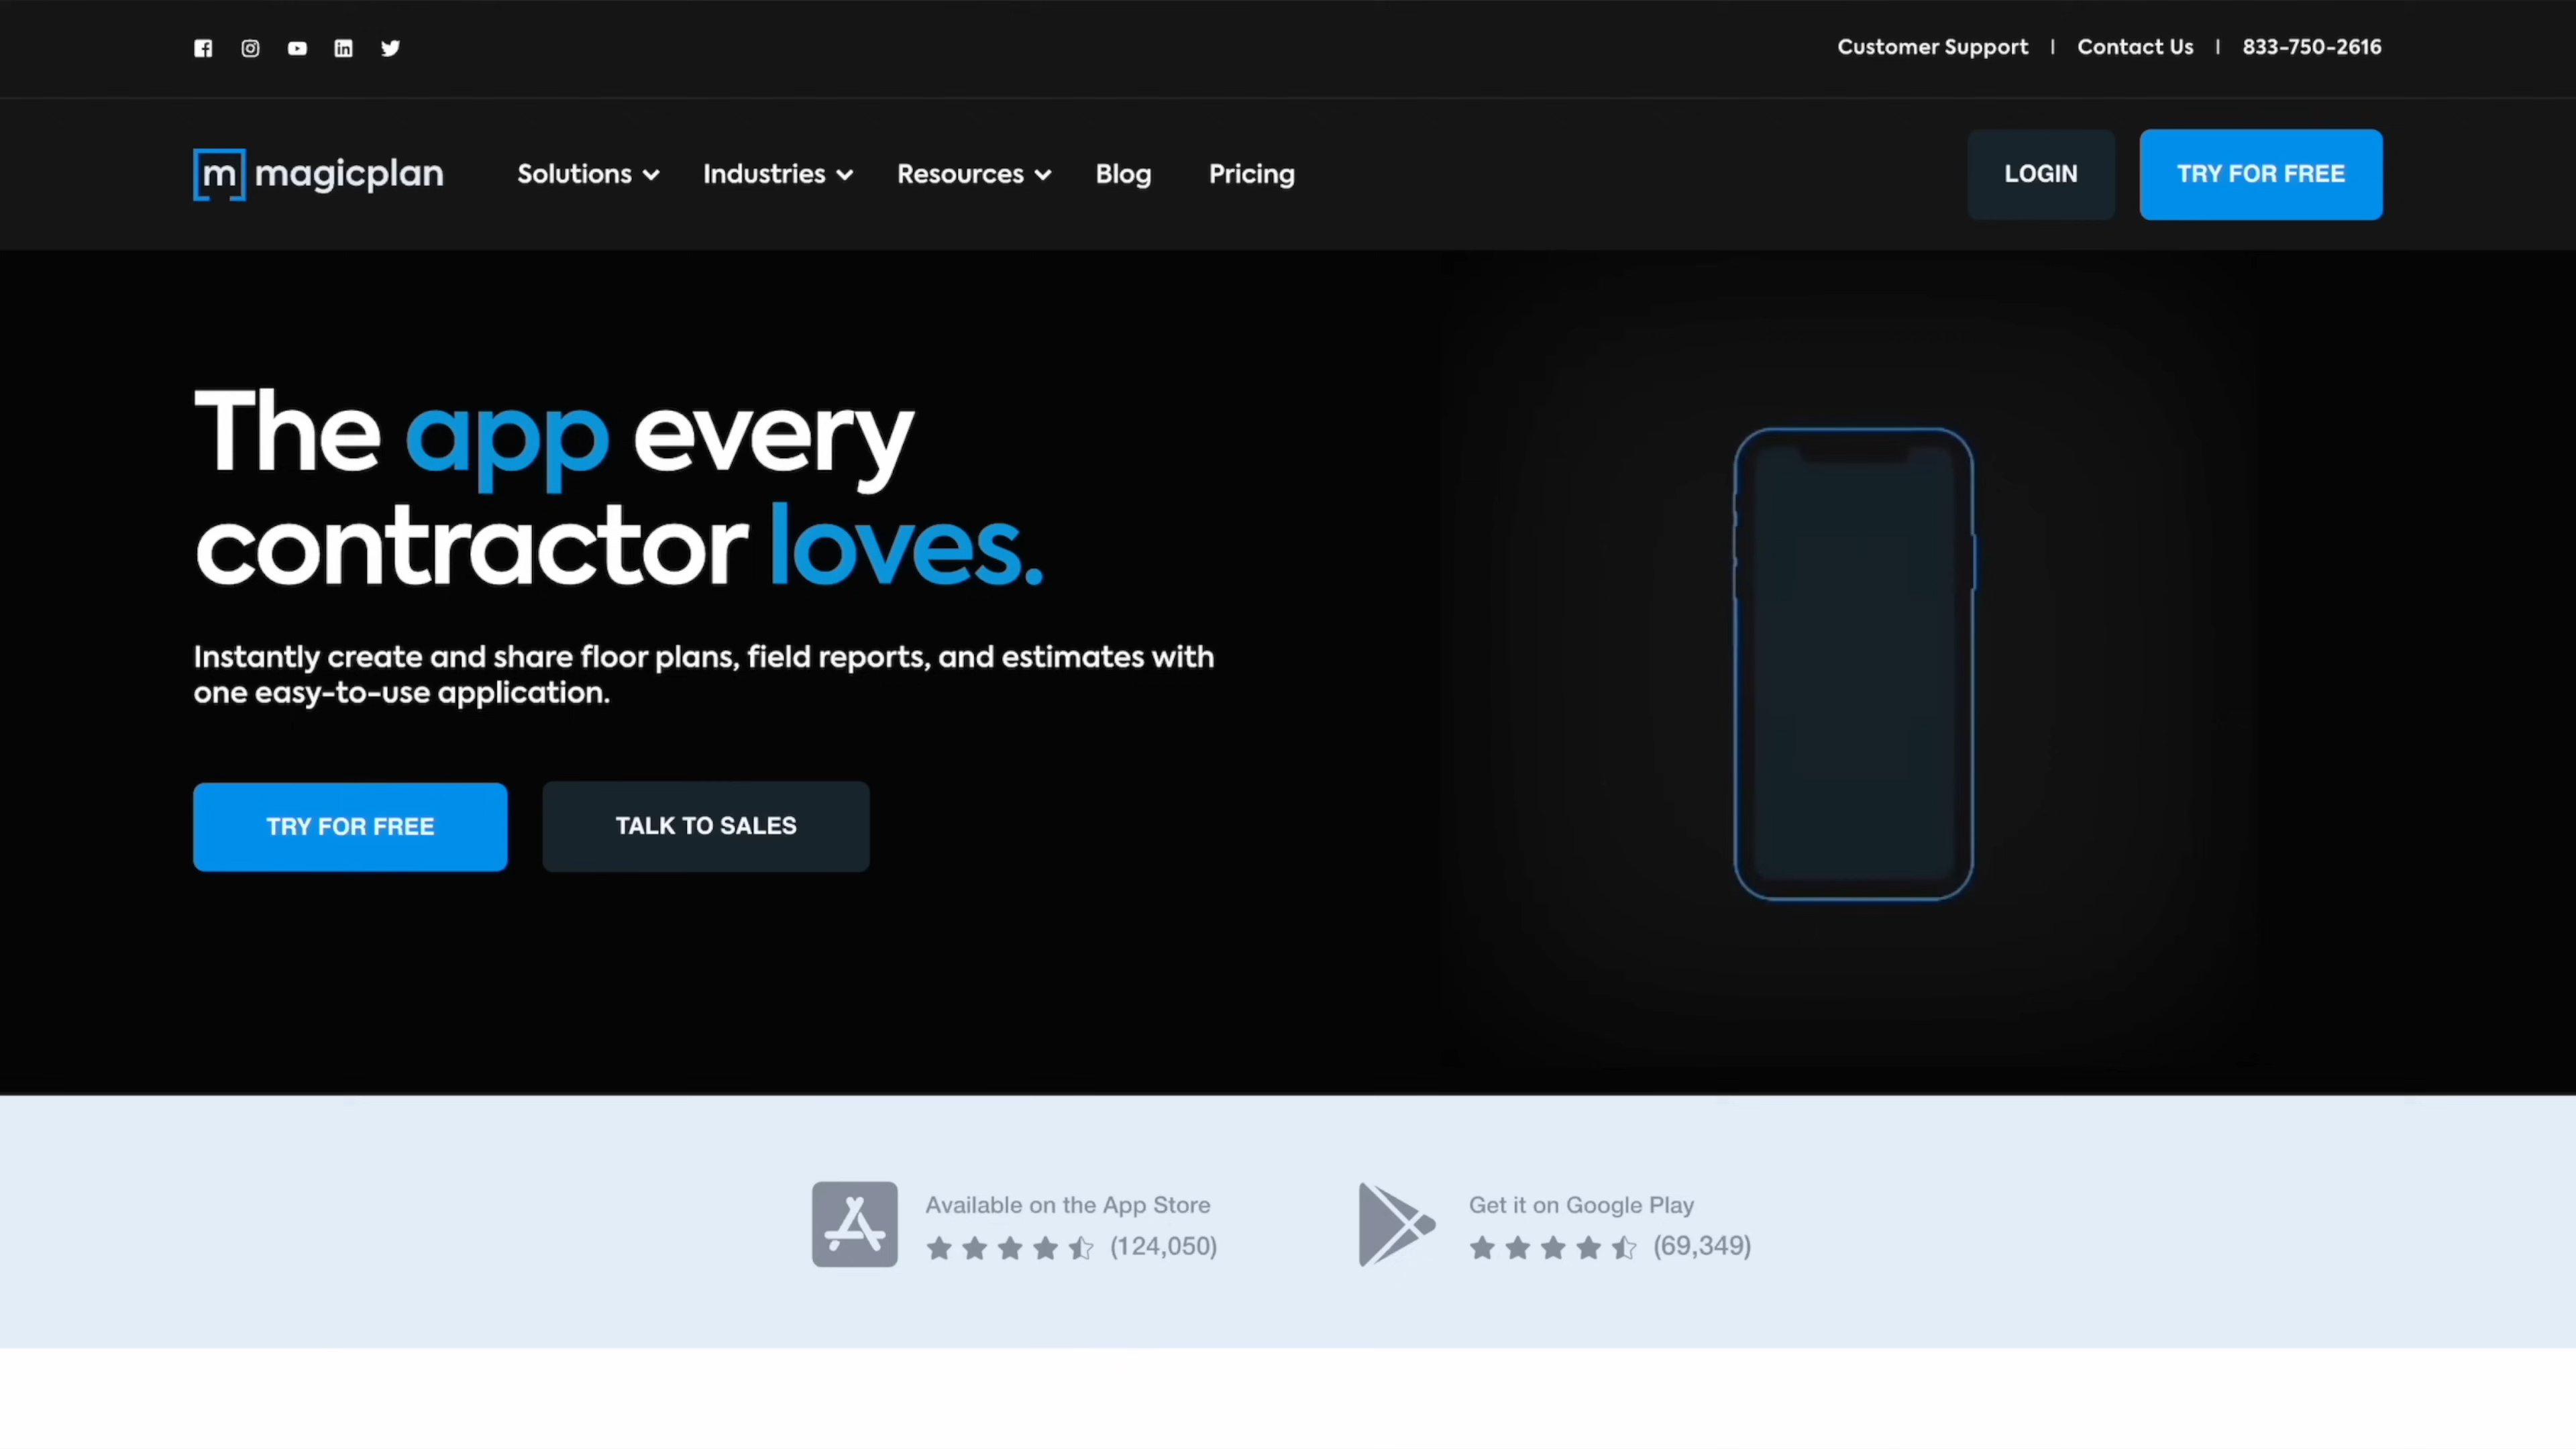 Customer Support | Contact Us | 833-750-2616
m magicplan Solutions Industries Resources Blog Pricing LOGIN TRY FOR FREE
The app every
contractor loves.
Instantly create and share floor plans, field reports, and estimates with
one easy-to-use application.
TRY FOR FREE TALK TO SALES
Available on the App Store
(124,050)
Get it on Google Play
(69,349)